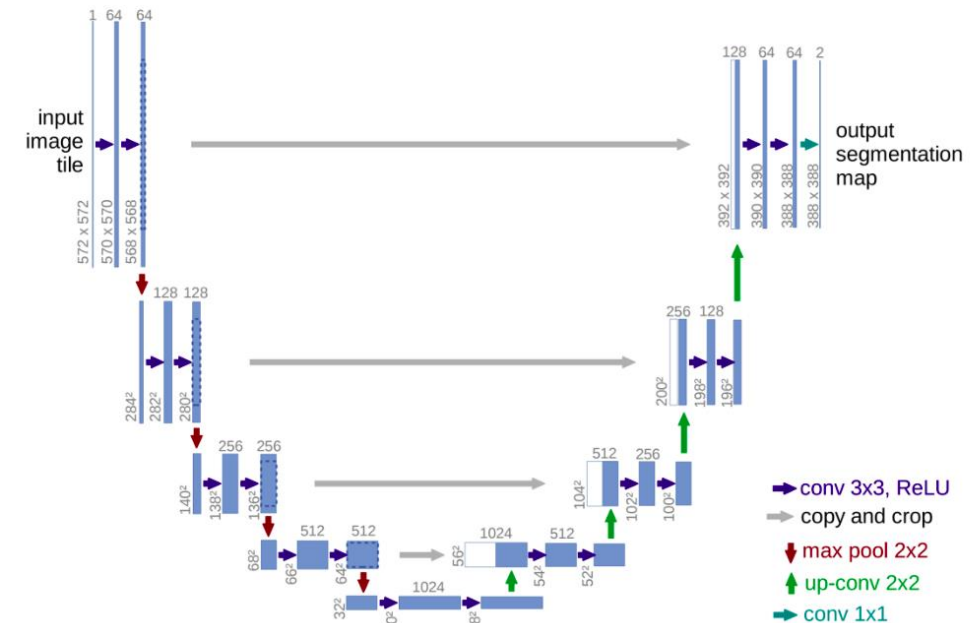 1 64 64
input
image
tile
572 x 572
570 x 570
568 x 568
128 64 64 2
output
segmentation
map
392 x 392
390 x 390
388 x 388
388 x 388
128 128
284²
282²
280²
256 128
200²
198²
196²
256 256
140²
138²
136²
512 256
104²
102²
100²
512 512
68²
66²
64²
1024 512
56²
54²
52²
1024
32²
conv 3x3, ReLU
copy and crop
max pool 2x2
up-conv 2x2
conv 1x1